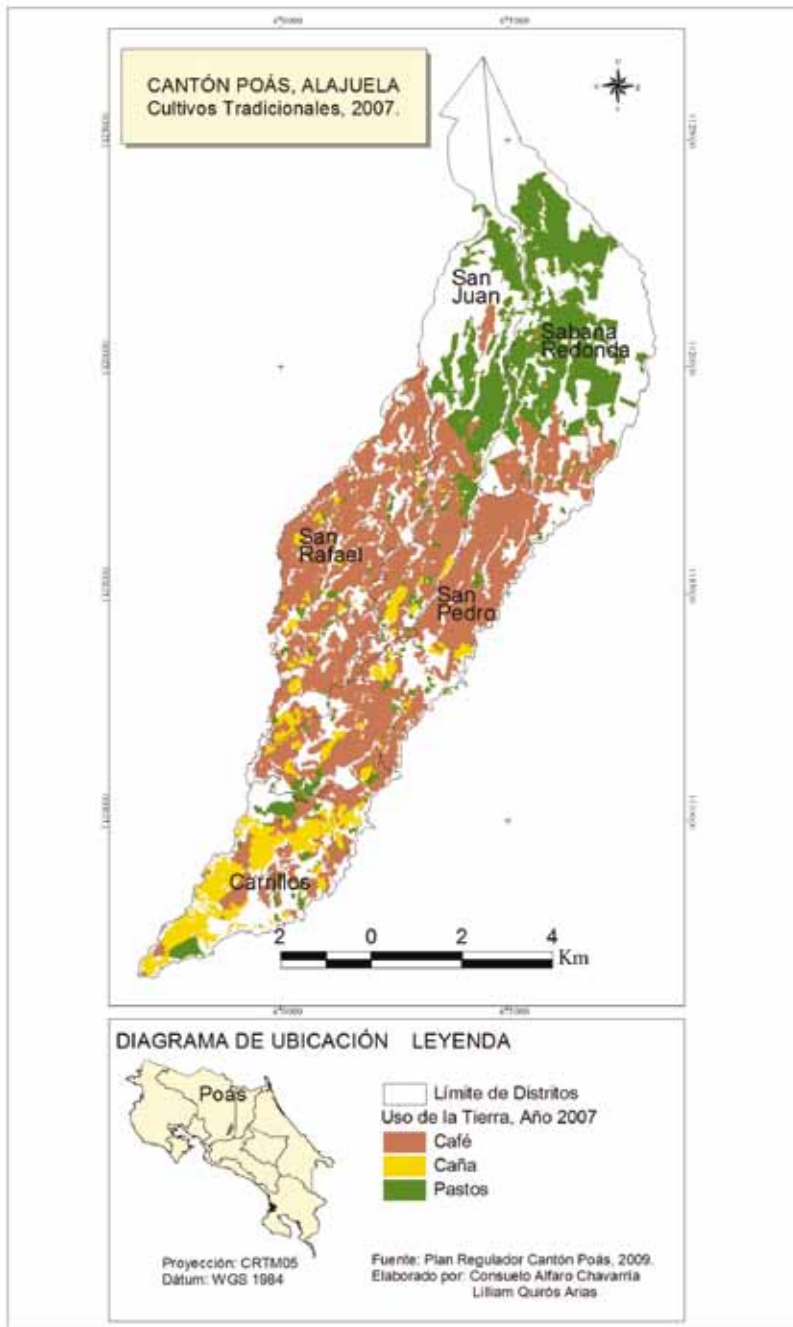 CANTÓN POÁS, ALAJUELA
Cultivos Tradicionales, 2007.
San
Juan
Sabana
Redonda
San
Rafael
San
Pedro
Carrillos
2 0 2 4
Km
DIAGRAMA DE UBICACIÓN LEYENDA
Poás
Límite de Distritos
Uso de la Tierra, Año 2007
Café
Caña
Pastos
Proyección: CRTM05
Dátum: WGS 1984
Fuente: Plan Regulador Cantón Poás, 2009.
Elaborado por: Consuelo Alfaro Chavarría
Lilliam Quirós Arias